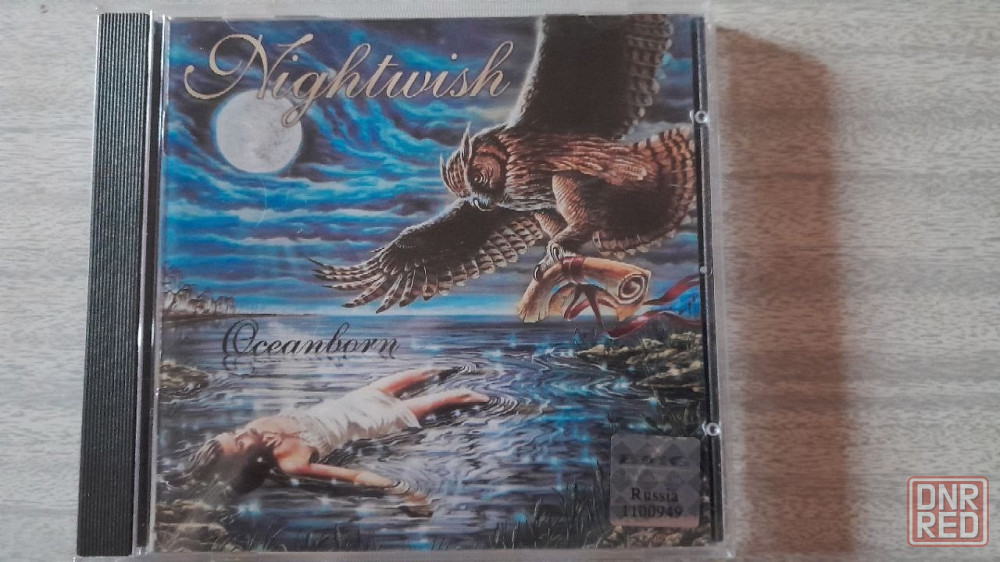 Nightwish
Oceanborn
Russia
1100949
DNR
RED